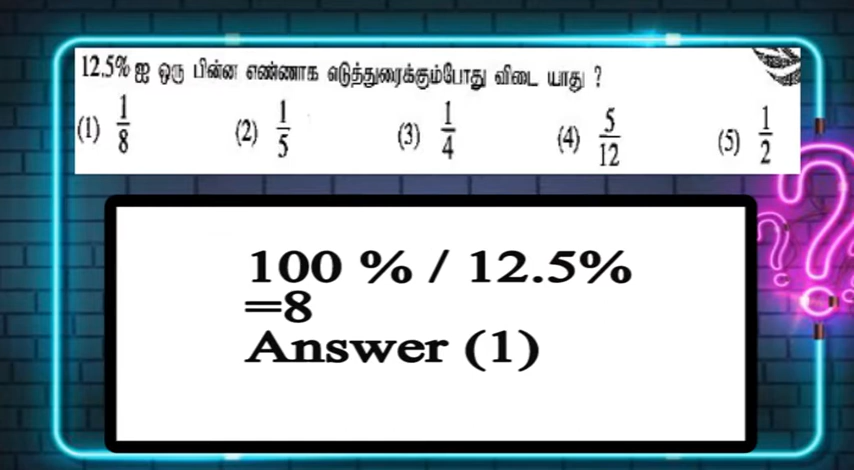 12.5% ஐ ஒரு பின்ன எண்ணாக எடுத்துரைக்கும்போது விடை யாது ?
(1) 1/8 (2) 1/5 (3) 1/4 (4) 5/12 (5) 1/2
100 % / 12.5%
=8
Answer (1)